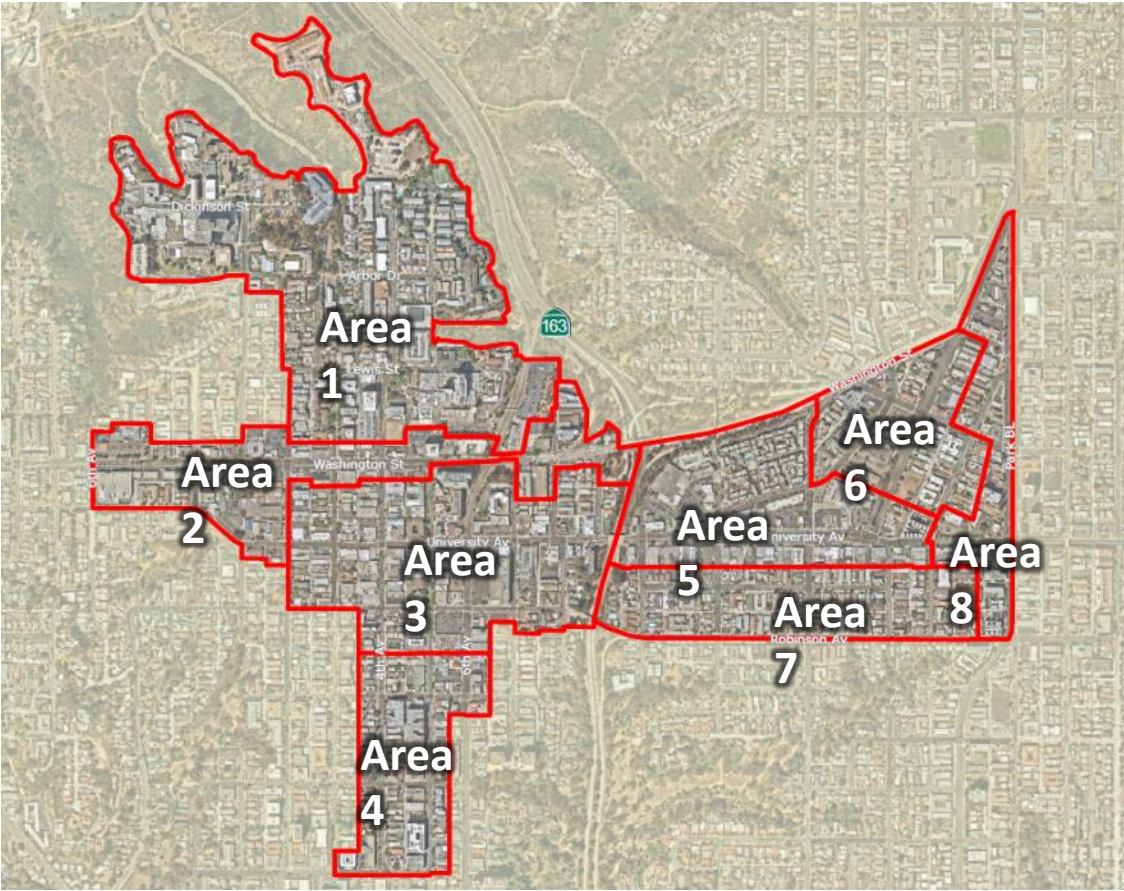 Dickinson St
Arbor Dr
Area
1
163
Lewis St
Washington St
Area
6
Park BL
Area
2
Washington St
Area
5
University Av
Area
3
University Av
Area
8
Area
7
Robinson Av
4th Av
6th Av
Area
4